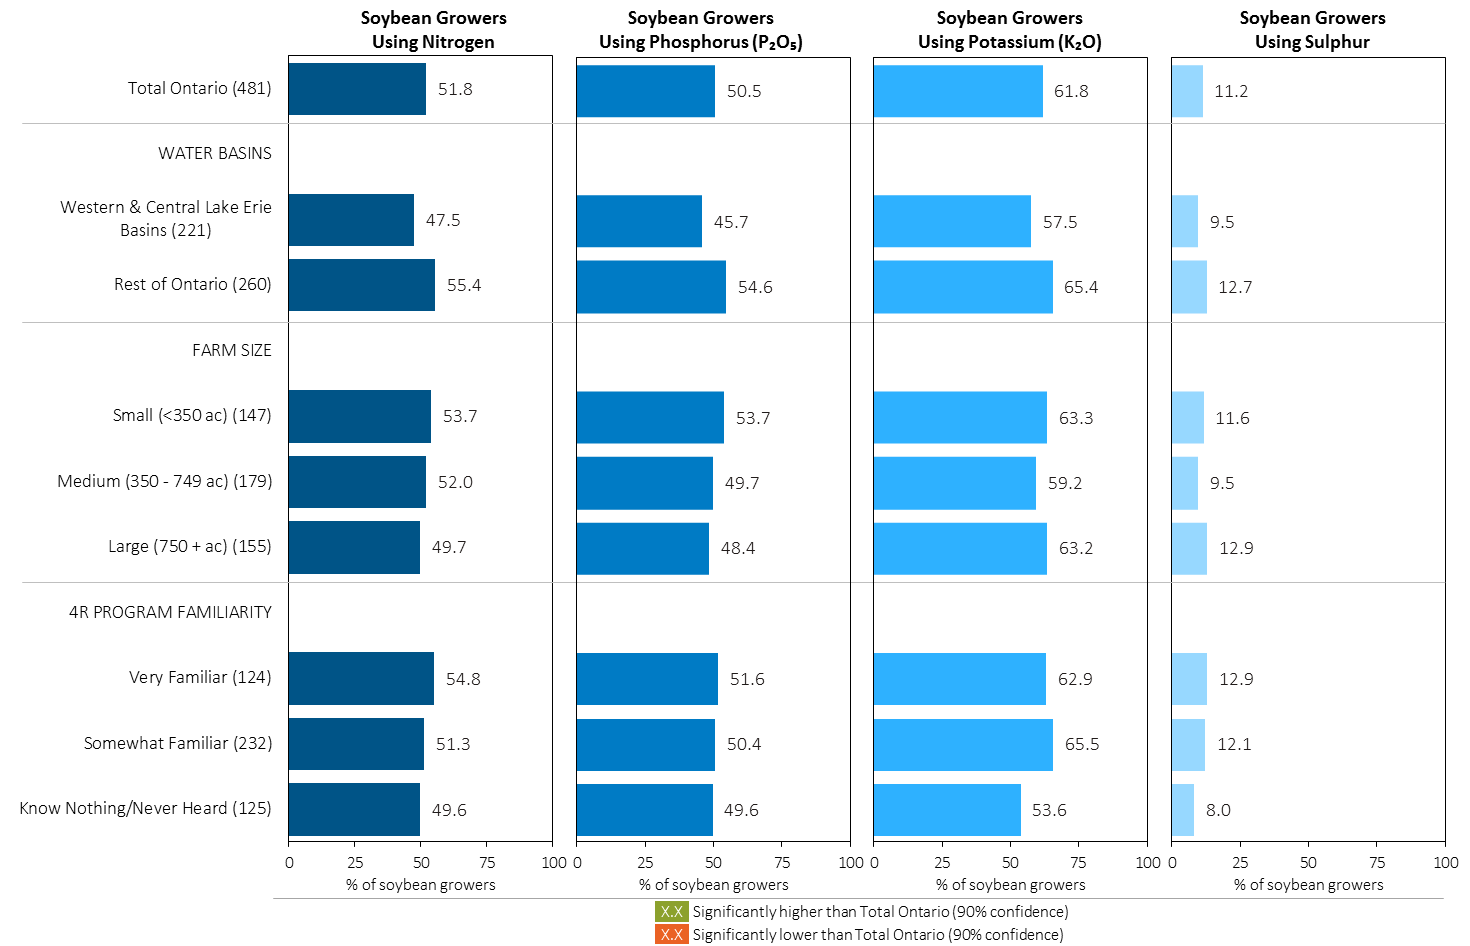 Soybean Growers
Using Nitrogen
Soybean Growers
Using Phosphorus (P₂O₅)
Soybean Growers
Using Potassium (K₂O)
Soybean Growers
Using Sulphur
Total Ontario (481) 51.8 50.5 61.8 11.2
WATER BASINS
Western & Central Lake Erie
Basins (221) 47.5 45.7 57.5 9.5
Rest of Ontario (260) 55.4 54.6 65.4 12.7
FARM SIZE
Small (<350 ac) (147) 53.7 53.7 63.3 11.6
Medium (350 - 749 ac) (179) 52.0 49.7 59.2 9.5
Large (750 + ac) (155) 49.7 48.4 63.2 12.9
4R PROGRAM FAMILIARITY
Very Familiar (124) 54.8 51.6 62.9 12.9
Somewhat Familiar (232) 51.3 50.4 65.5 12.1
Know Nothing/Never Heard (125) 49.6 49.6 53.6 8.0
0 25 50 75 100 0 25 50 75 100 0 25 50 75 100 0 25 50 75 100
% of soybean growers % of soybean growers % of soybean growers % of soybean growers
X.X Significantly higher than Total Ontario (90% confidence)
X.X Significantly lower than Total Ontario (90% confidence)